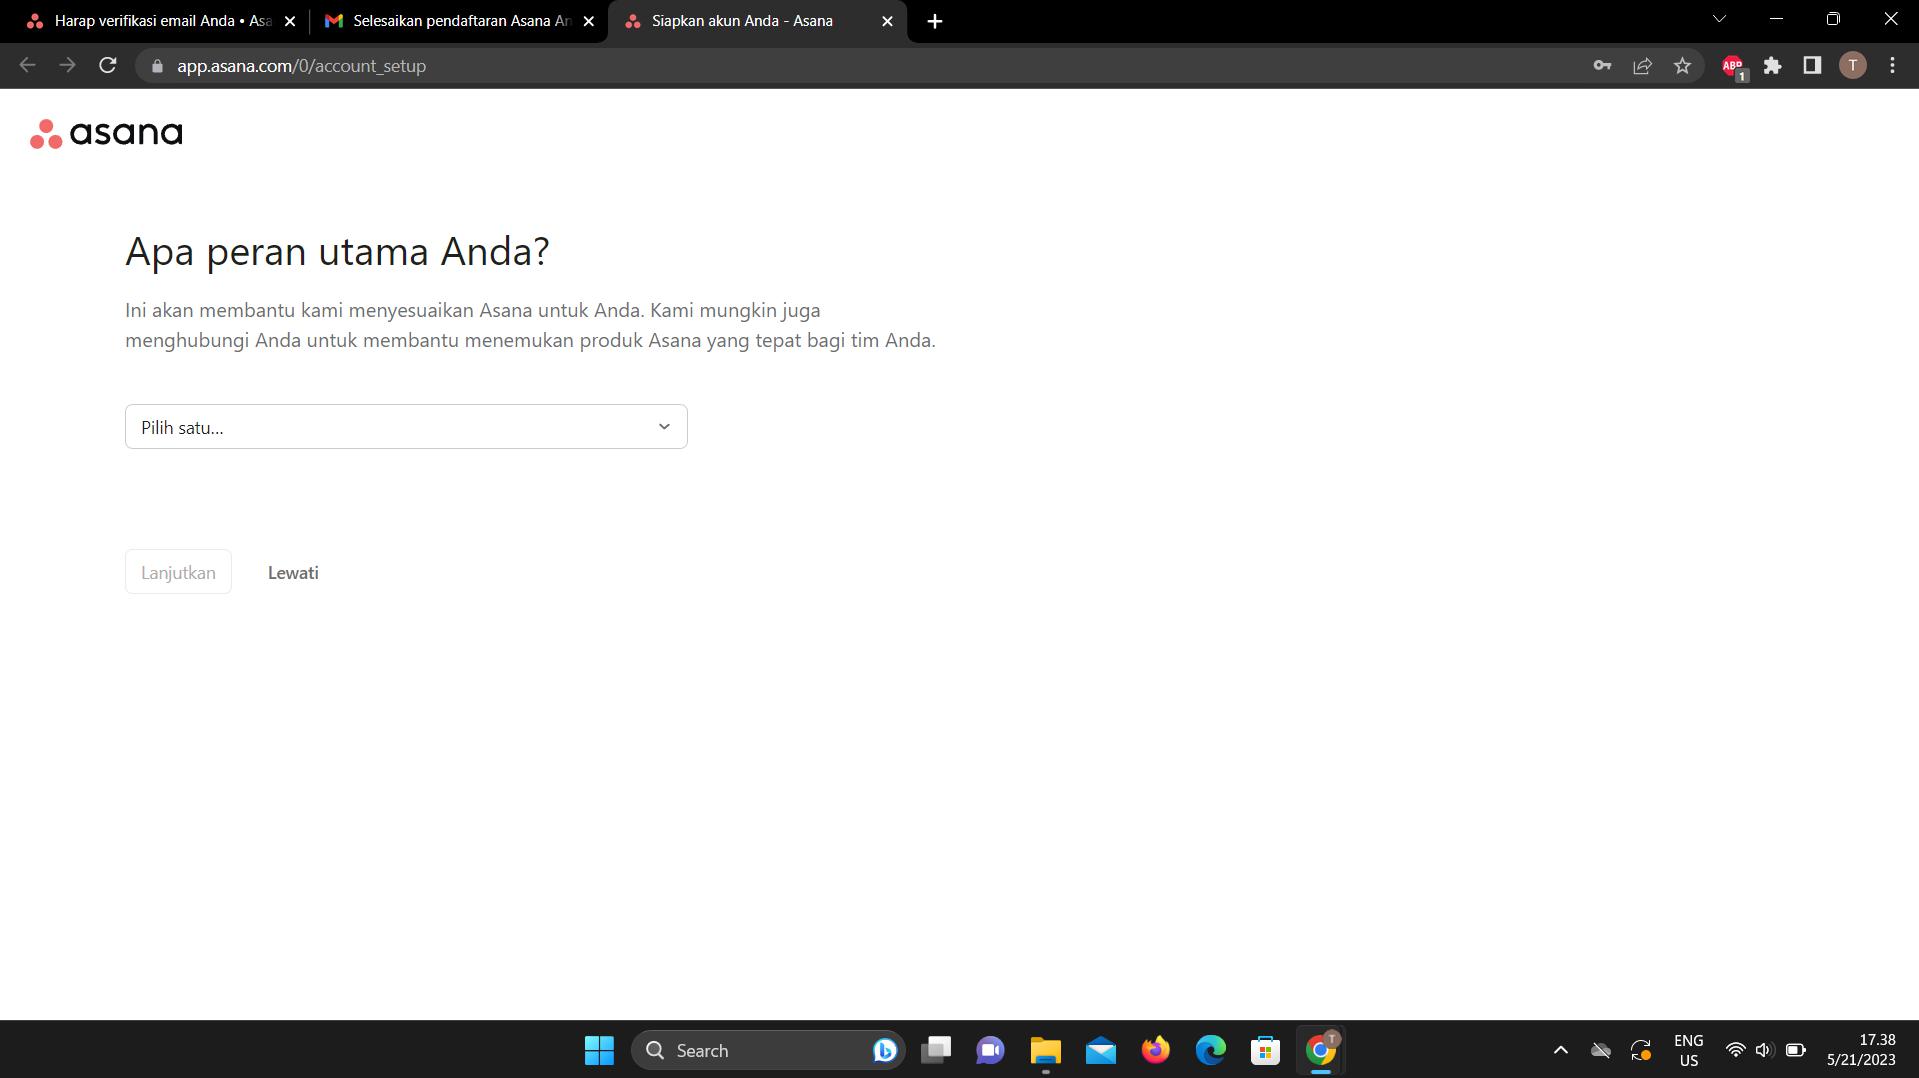 Harap verifikasi email Anda • Asa
Selesaikan pendaftaran Asana An
Siapkan akun Anda - Asana
app.asana.com/0/account_setup
ABP
1
T
asana
Apa peran utama Anda?
Ini akan membantu kami menyesuaikan Asana untuk Anda. Kami mungkin juga
menghubungi Anda untuk membantu menemukan produk Asana yang tepat bagi tim Anda.
Pilih satu...
Lanjutkan
Lewati
Search
T
ENG
US
17.38
5/21/2023